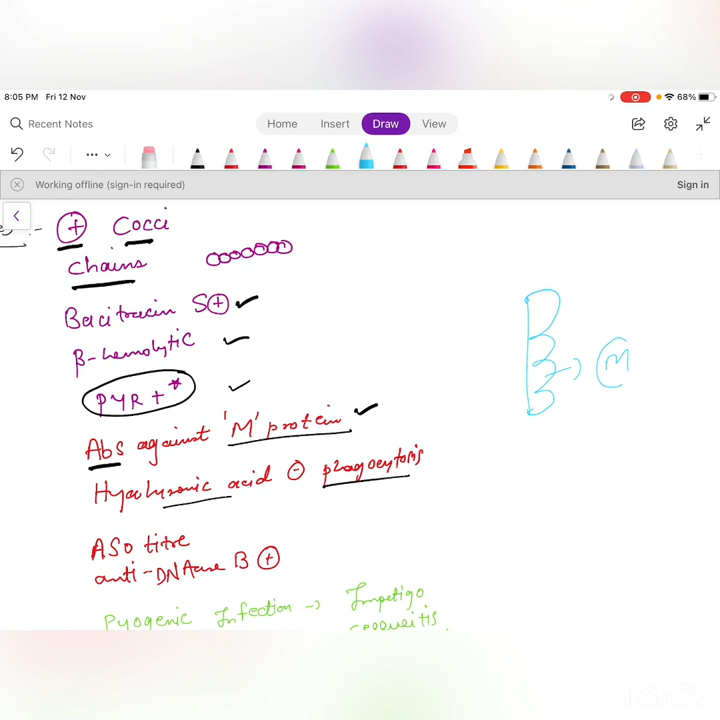 8:05 PM Fri 12 Nov
68%
Recent Notes Home Insert Draw View
Working offline (sign-in required) Sign in
:- + Cocci
chains
Bacitracin S+
β-hemolytic
PYR + *
M
Abs against 'M' protein
Hyaluronic acid ⊖ phagocytosis
ASO titre
anti-DNAase B +
Pyogenic Infection -> Impetigo